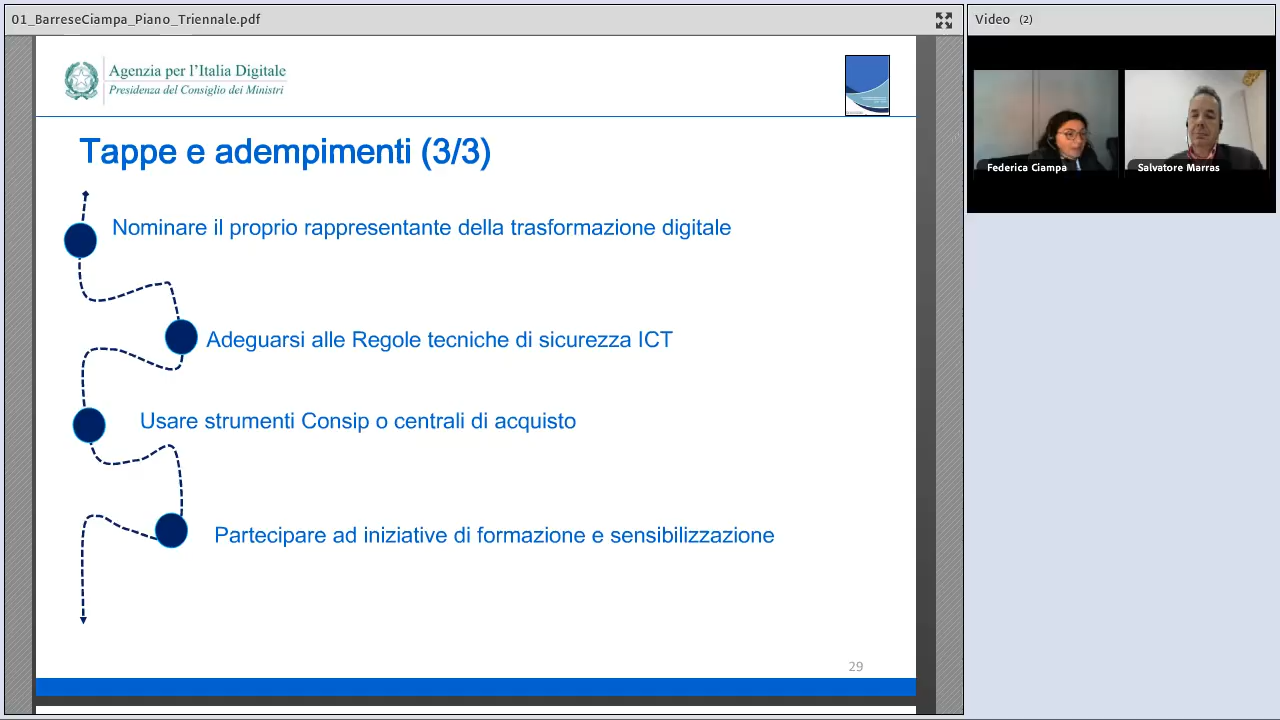 01_BarreseCiampa_Piano_Triennale.pdf
Video (2)
Agenzia per l'Italia Digitale
Presidenza del Consiglio dei Ministri
Federica Ciampa
Salvatore Marras
Tappe e adempimenti (3/3)
Nominare il proprio rappresentante della trasformazione digitale
Adeguarsi alle Regole tecniche di sicurezza ICT
Usare strumenti Consip o centrali di acquisto
Partecipare ad iniziative di formazione e sensibilizzazione
29